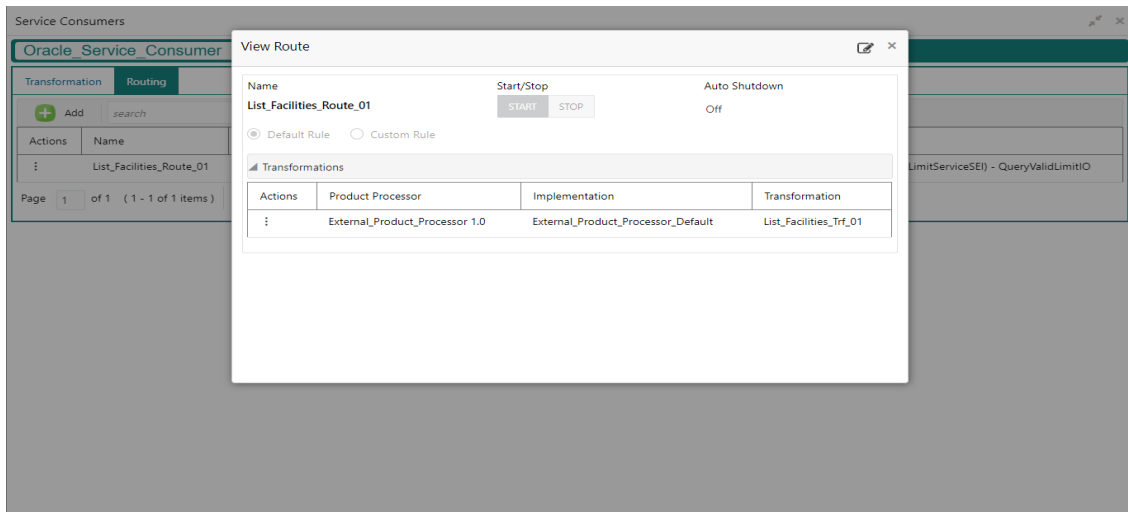 Service Consumers
Oracle_Service_Consumer
Transformation Routing
Add search
Actions Name
List_Facilities_Route_01 LimitServiceSEI) - QueryValidLimitIO
Page 1 of 1 ( 1 - 1 of 1 items )
View Route
Name Start/Stop Auto Shutdown
List_Facilities_Route_01 START STOP Off
Default Rule Custom Rule
Transformations
Actions Product Processor Implementation Transformation
External_Product_Processor 1.0 External_Product_Processor_Default List_Facilities_Trf_01